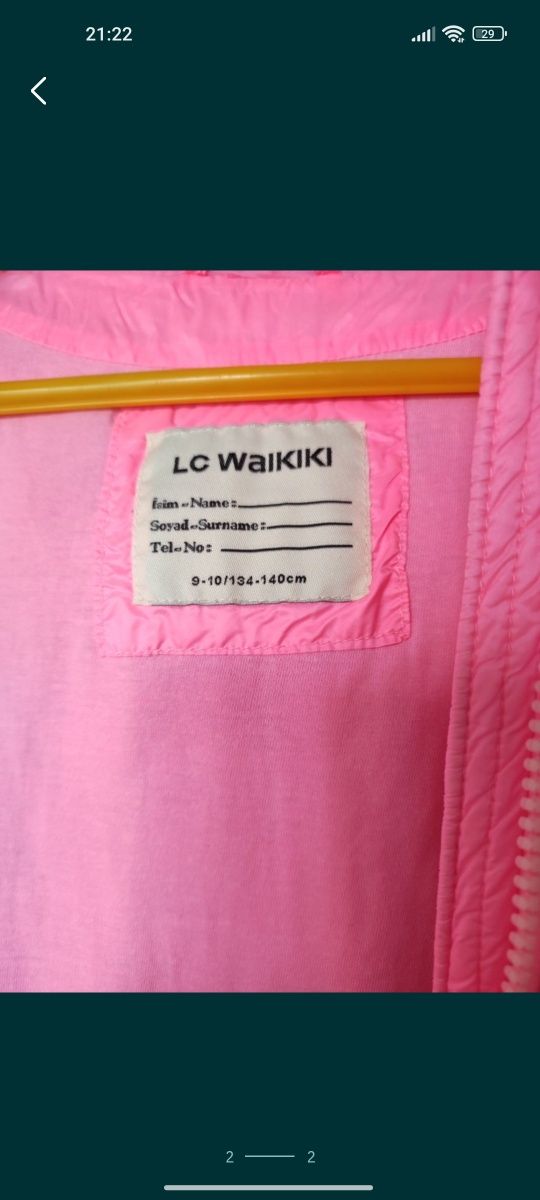 21:22
29
LC WaIKIKI
İsim-Name:
Soyad-Surname:
Tel-No:
9-10/134-140cm
2
2